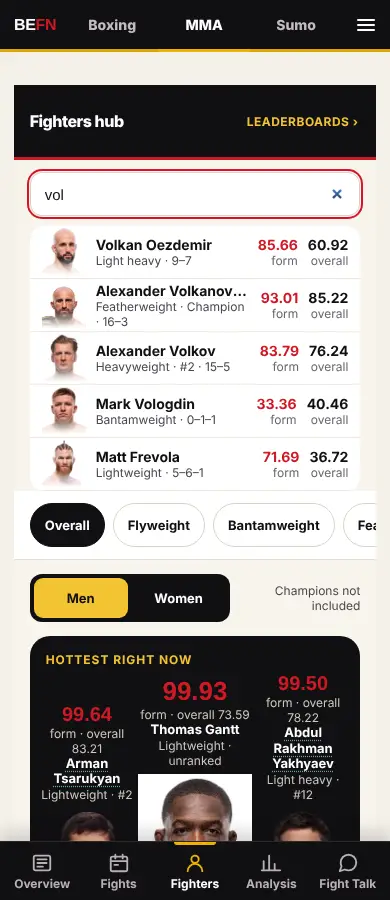 BEFN Boxing MMA Sumo
Fighters hub LEADERBOARDS ›
vol ×
Volkan Oezdemir 85.66 60.92
Light heavy · 9–7 form overall
Alexander Volkanov... 93.01 85.22
Featherweight · Champion form overall
· 16–3
Alexander Volkov 83.79 76.24
Heavyweight · #2 · 15–5 form overall
Mark Vologdin 33.36 40.46
Bantamweight · 0–1–1 form overall
Matt Frevola 71.69 36.72
Lightweight · 5–6–1 form overall
Overall Flyweight Bantamweight Fea
Men Women Champions not
included
HOTTEST RIGHT NOW
99.64
form · overall
83.21
Arman
Tsarukyan
Lightweight · #2
99.93
form · overall 73.59
Thomas Gantt
Lightweight ·
unranked
99.50
form · overall
78.22
Abdul
Rakhman
Yakhyaev
Light heavy ·
#12
Overview Fights Fighters Analysis Fight Talk